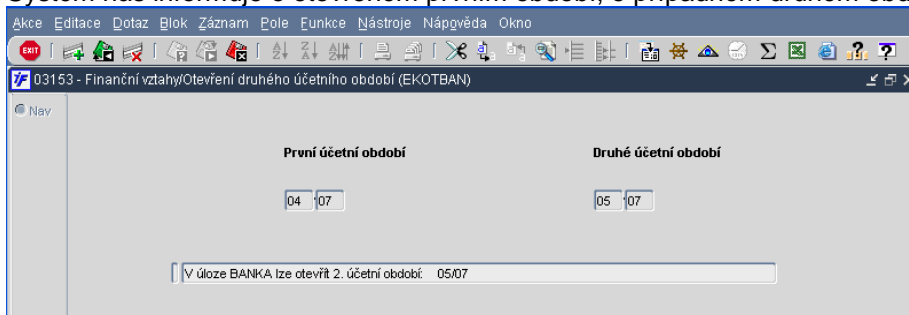 Systém nás informuje o otevřeném prvním období, o případném druhém obd
Akce Editace Dotaz Blok Záznam Pole Funkce Nástroje Nápověda Okno
EXIT
03153 - Finanční vztahy/Otevření druhého účetního období (EKOTBAN)
Nav
První účetní období Druhé účetní období
04 07 05 07
V úloze BANKA lze otevřít 2. účetní období: 05/07